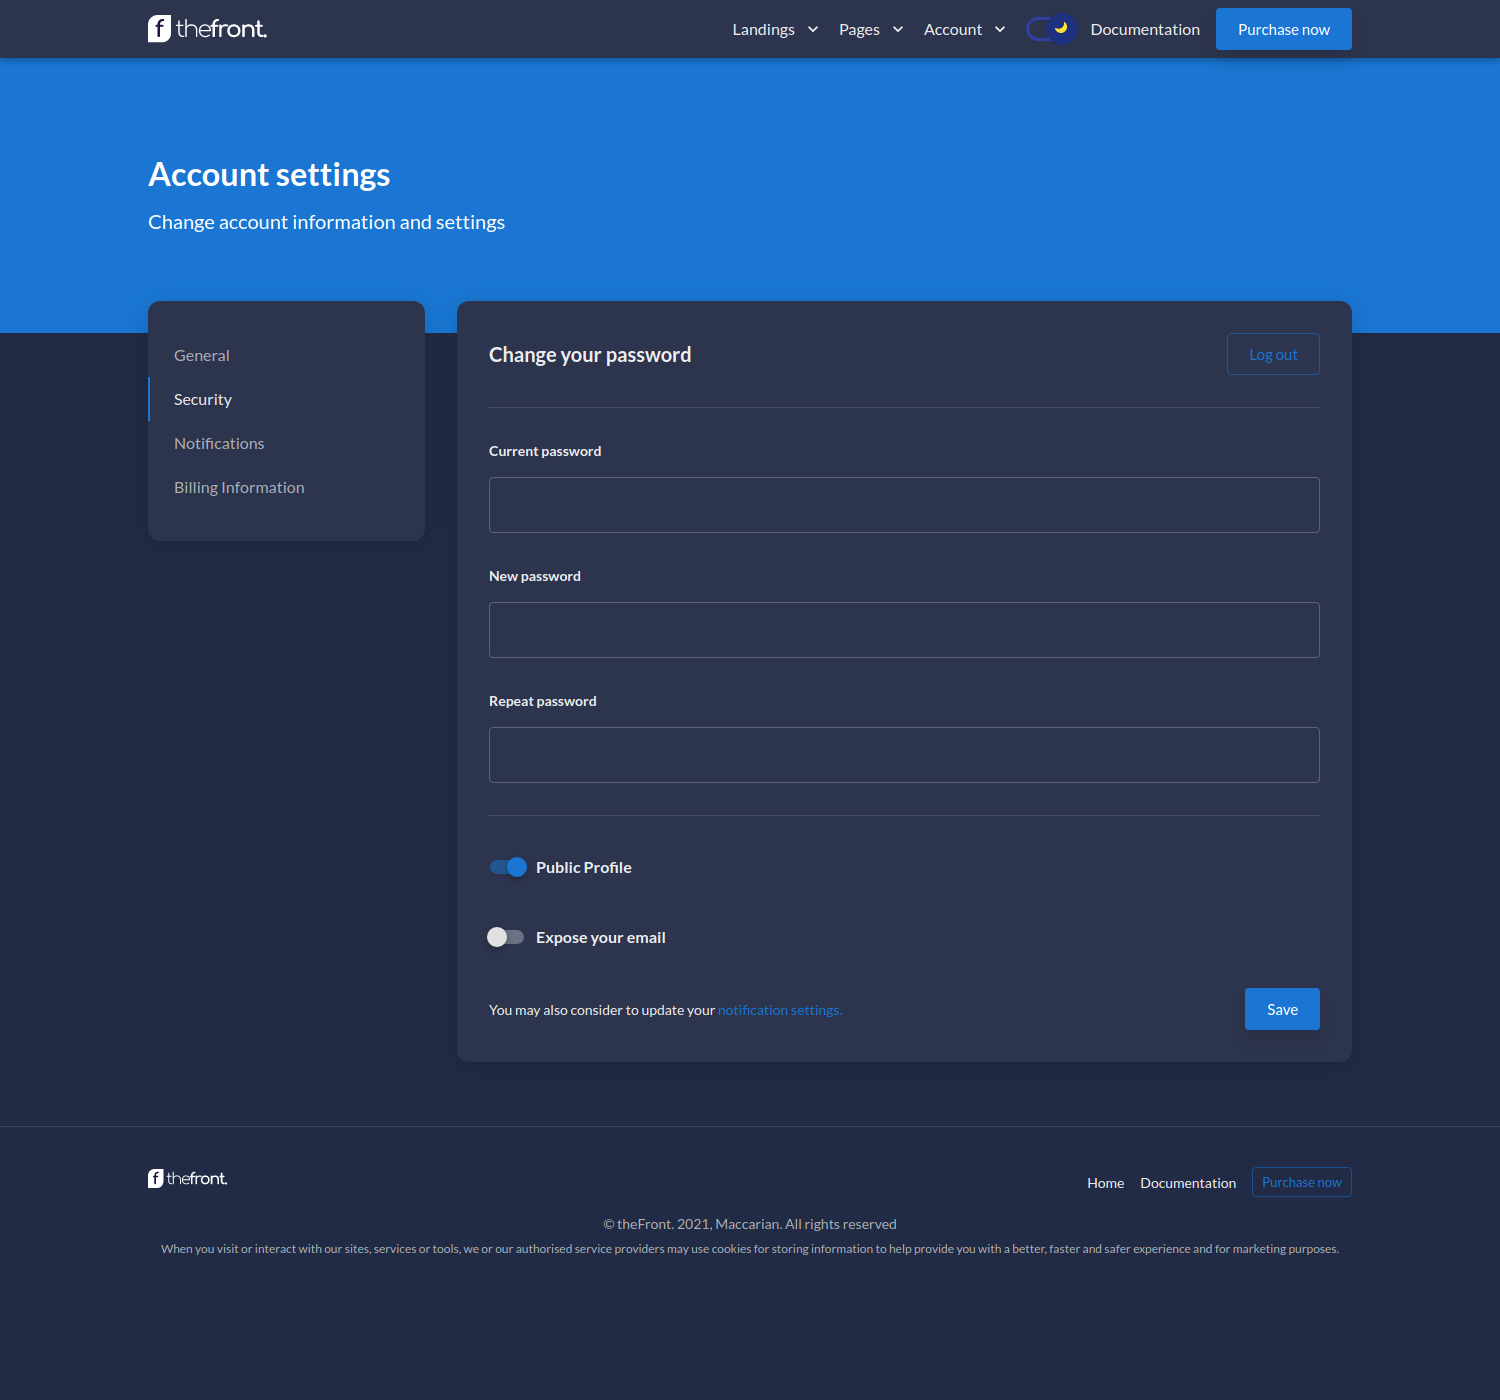 f thefront.
Landings Pages Account Documentation Purchase now
Account settings
Change account information and settings
General
Security
Notifications
Billing Information
Change your password
Log out
Current password
New password
Repeat password
Public Profile
Expose your email
You may also consider to update your notification settings.
Save
f thefront.
Home Documentation Purchase now
© theFront. 2021, Maccarian. All rights reserved
When you visit or interact with our sites, services or tools, we or our authorised service providers may use cookies for storing information to help provide you with a better, faster and safer experience and for marketing purposes.